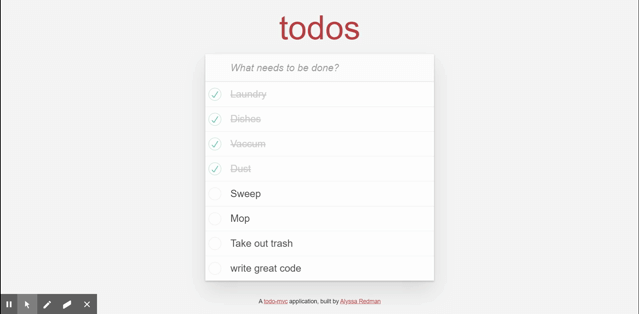 todos
What needs to be done?
Laundry
Dishes
Vaccum
Dust
Sweep
Mop
Take out trash
write great code
A todo-mvc application, built by Alyssa Redman